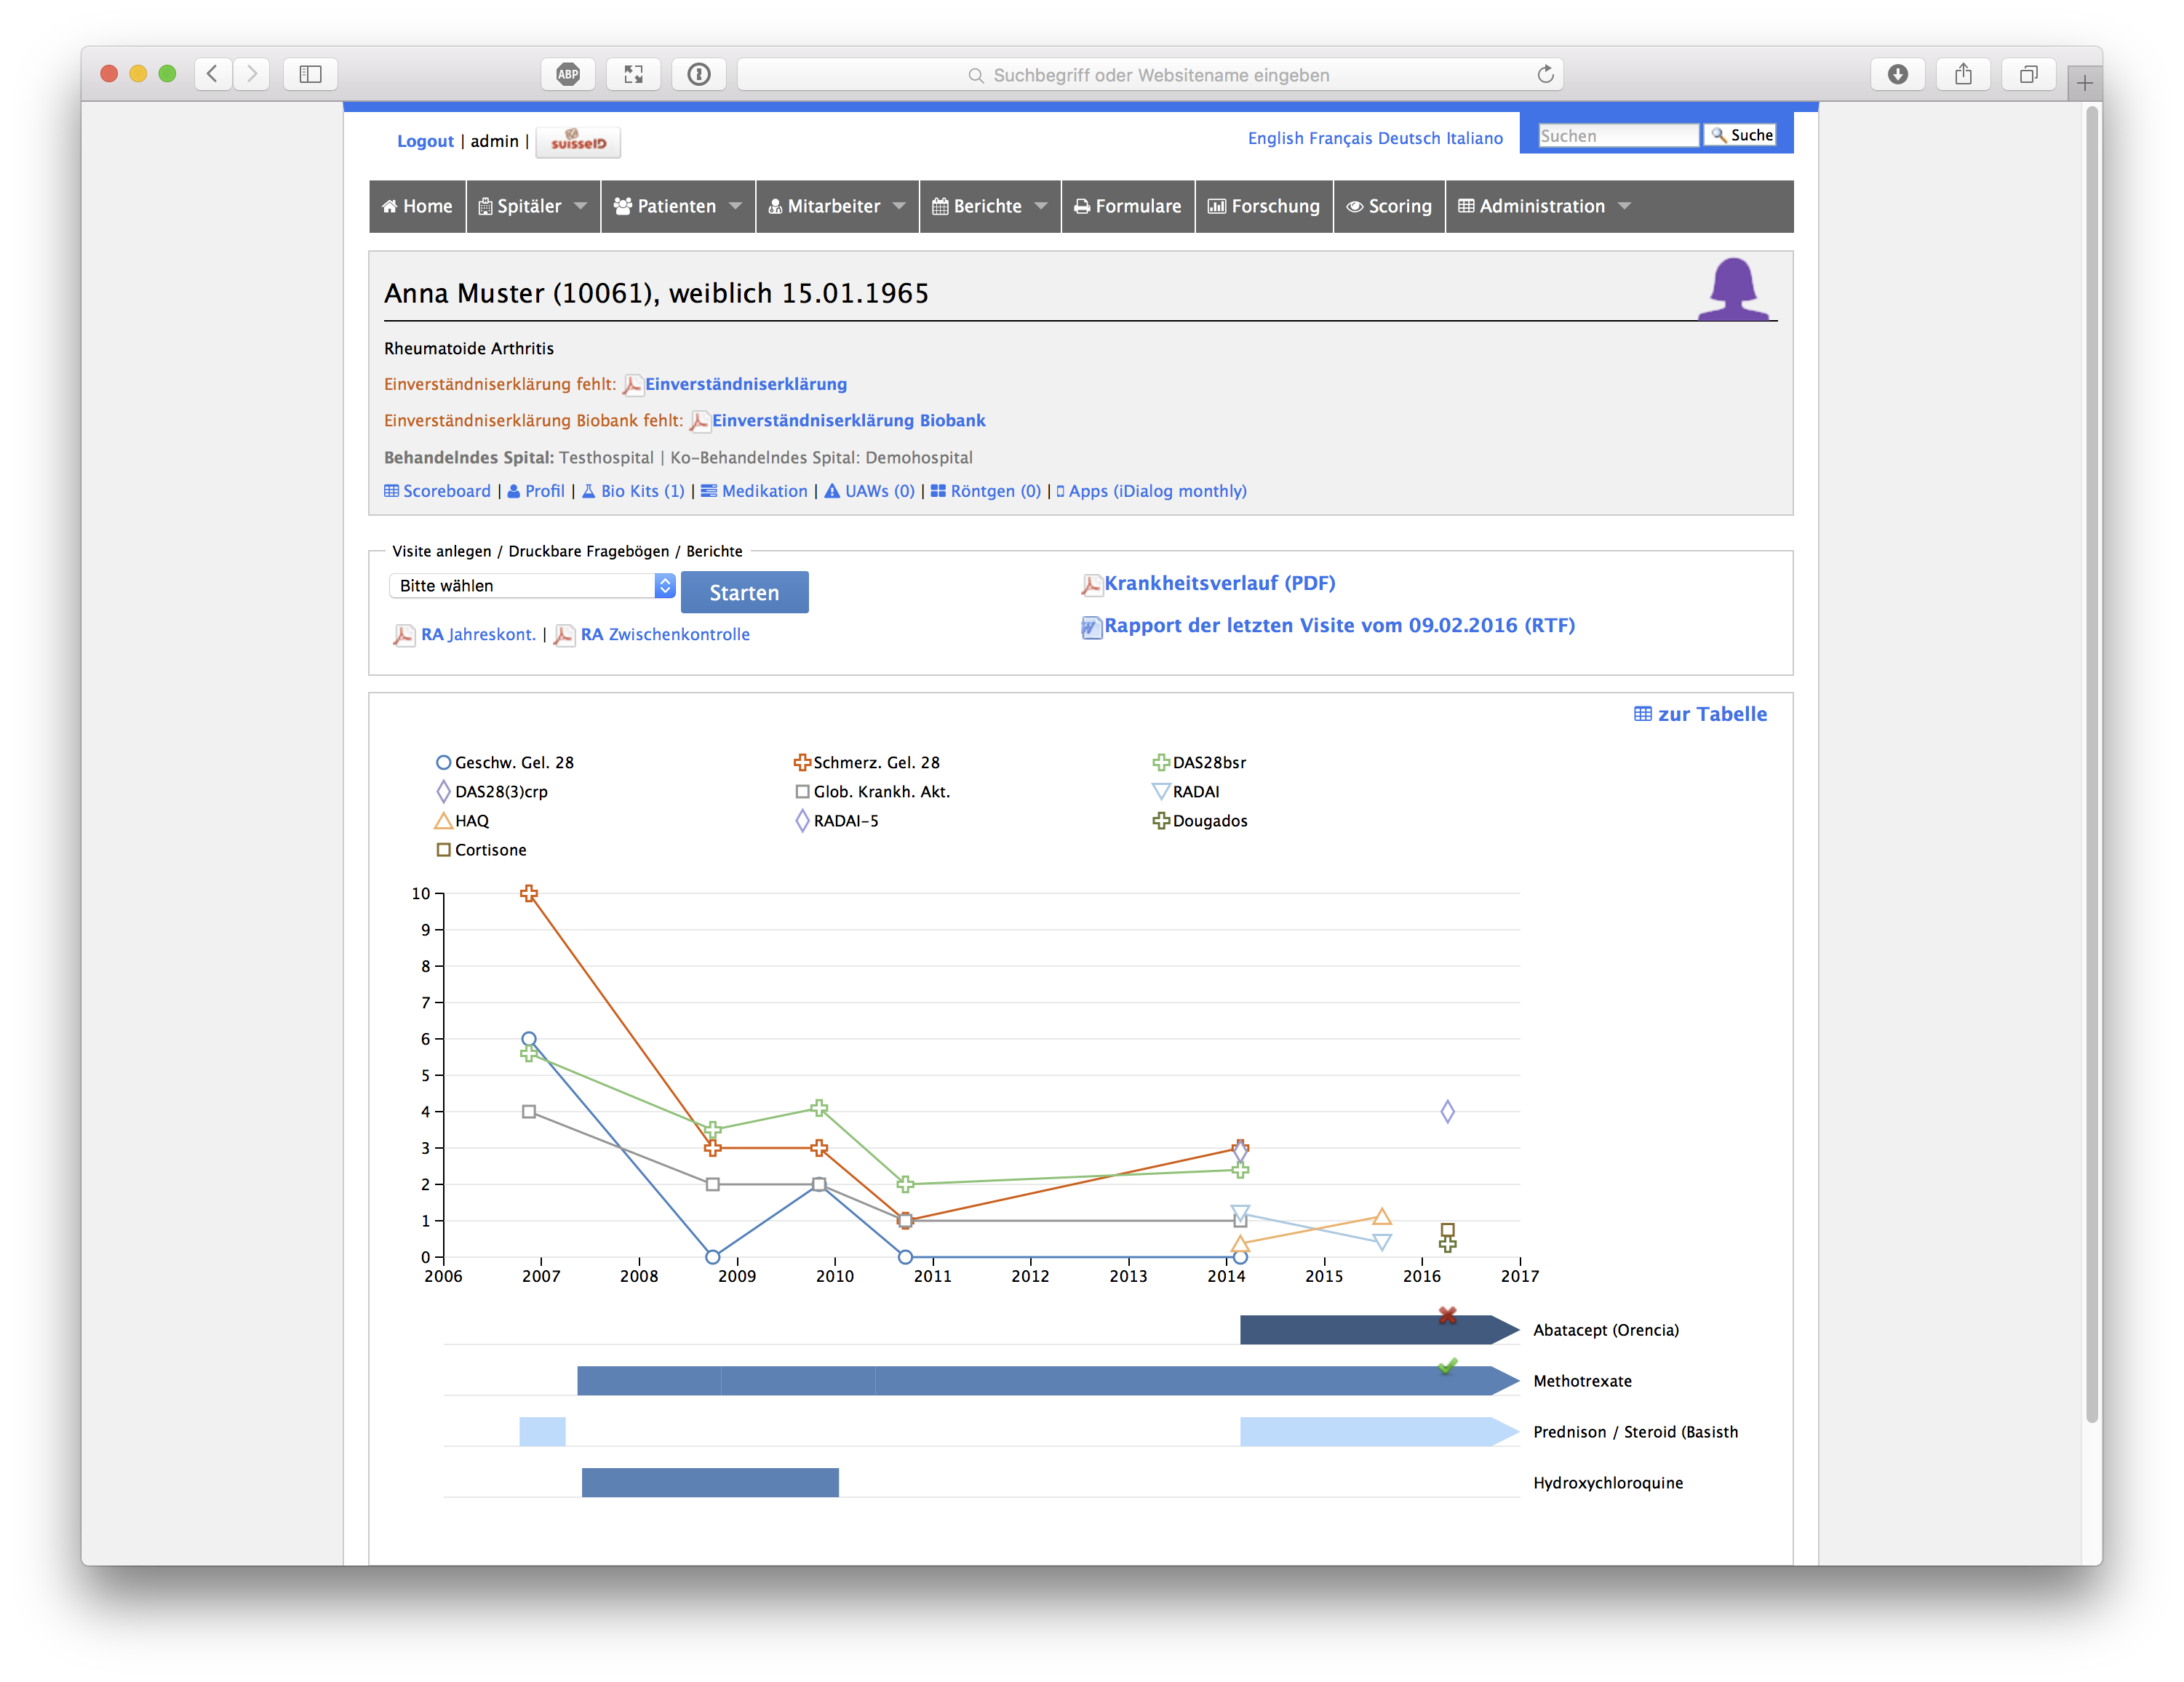 ABP
Suchbegriff oder Websitename eingeben
Logout | admin | suisseID
English Français Deutsch Italiano
Suchen
Suche
Home
Spitäler
Patienten
Mitarbeiter
Berichte
Formulare
Forschung
Scoring
Administration
Anna Muster (10061), weiblich 15.01.1965
Rheumatoide Arthritis
Einverständniserklärung fehlt: Einverständniserklärung
Einverständniserklärung Biobank fehlt: Einverständniserklärung Biobank
Behandelndes Spital: Testhospital | Ko-Behandelndes Spital: Demohospital
Scoreboard | Profil | Bio Kits (1) | Medikation | UAWs (0) | Röntgen (0) | Apps (iDialog monthly)
Visite anlegen / Druckbare Fragebögen / Berichte
Bitte wählen
Starten
RA Jahreskont. | RA Zwischenkontrolle
Krankheitsverlauf (PDF)
Rapport der letzten Visite vom 09.02.2016 (RTF)
zur Tabelle
Geschw. Gel. 28
Schmerz. Gel. 28
DAS28bsr
DAS28(3)crp
Glob. Krankh. Akt.
RADAI
HAQ
RADAI-5
Dougados
Cortisone
10
9
8
7
6
5
4
3
2
1
0
2006 2007 2008 2009 2010 2011 2012 2013 2014 2015 2016 2017
Abatacept (Orencia)
Methotrexate
Prednison / Steroid (Basisth
Hydroxychloroquine